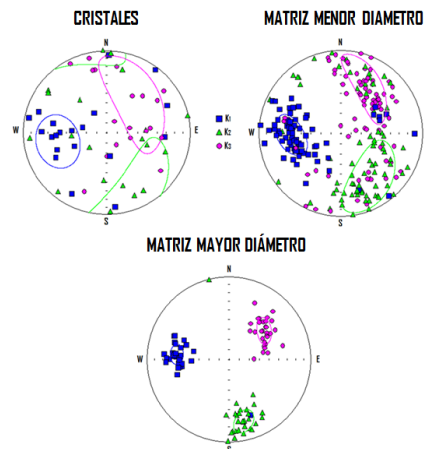 CRISTALES
MATRIZ MENOR DIAMETRO
N
W
E
S
K1
K2
K3
N
W
E
S
MATRIZ MAYOR DIÁMETRO
N
W
E
S